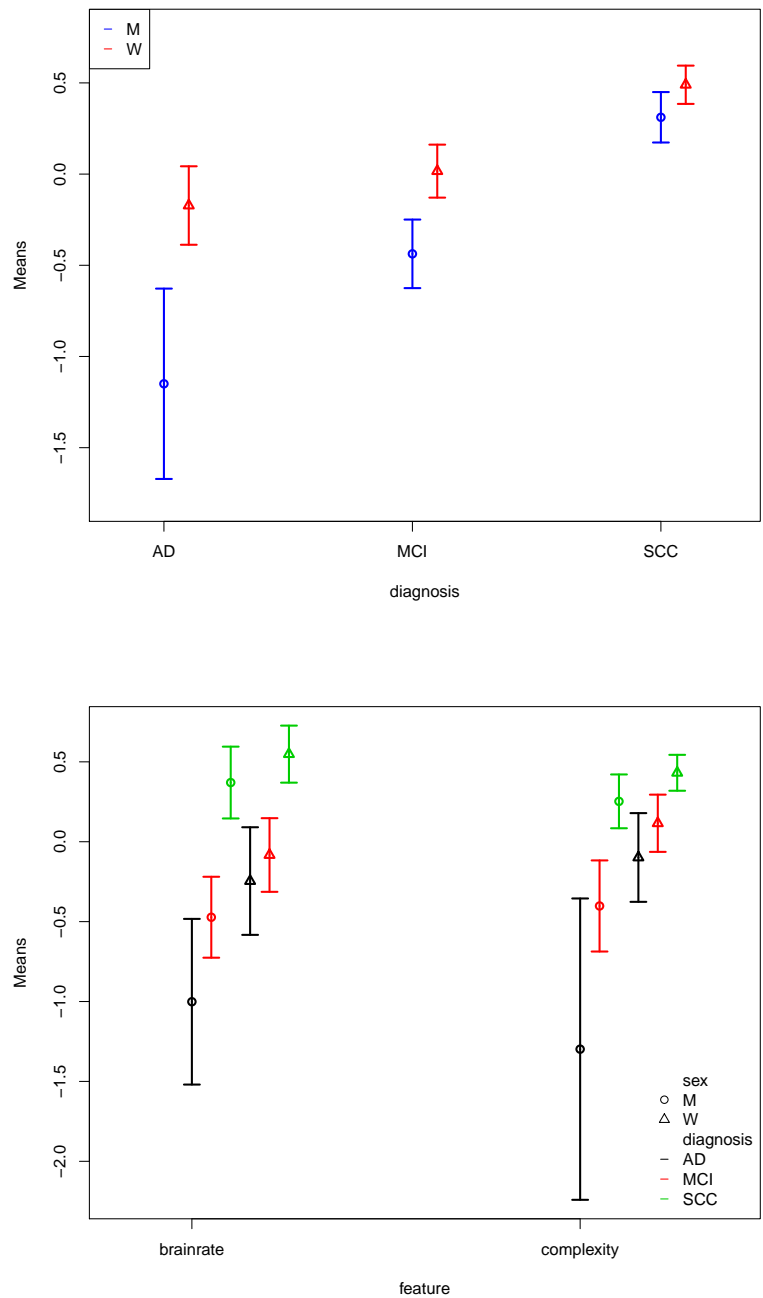 M
W
0.5
0.0
−0.5
−1.0
−1.5
Means
AD
MCI
SCC
diagnosis
0.5
0.0
−0.5
−1.0
−1.5
−2.0
Means
sex
M
W
diagnosis
AD
MCI
SCC
brainrate
complexity
feature